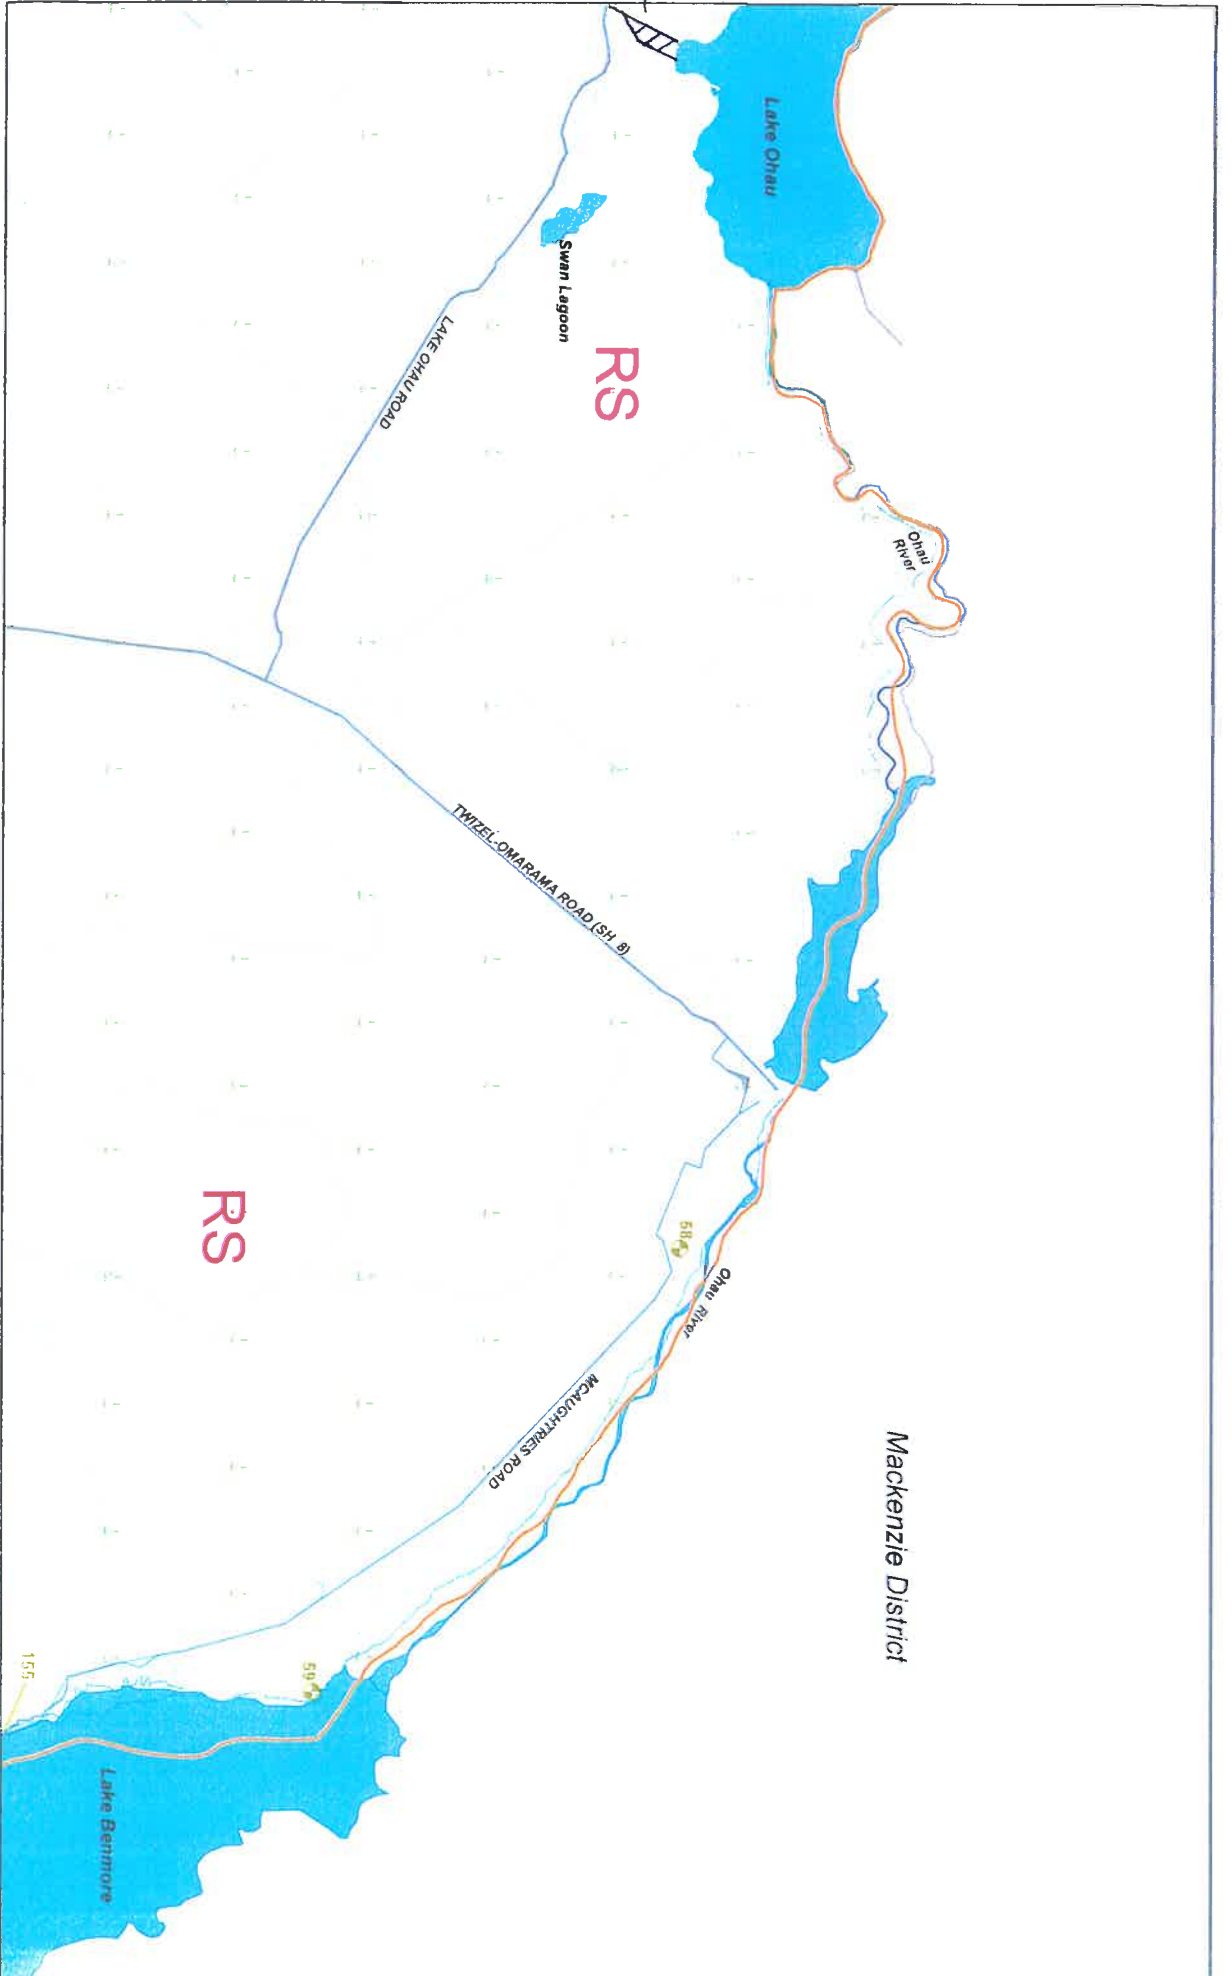 Mackenzie District
Lake Ohau
Ohau
River
RS
Swan Lagoon
LAKE OHAU ROAD
TWIZEL-OMARAMA ROAD (SH 8)
58
Ohau River
MCAUGHTRIES ROAD
RS
59
155
Lake Benmore